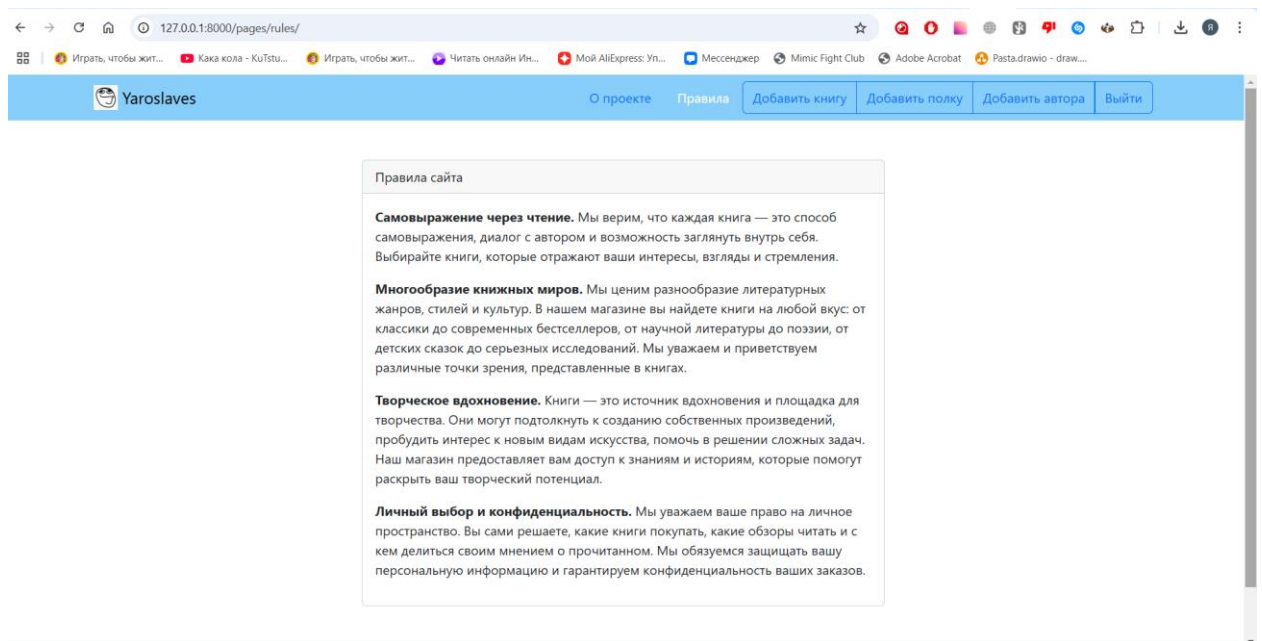 127.0.0.1:8000/pages/rules/
Я
Играть, чтобы жит...
Кака кола - KuTstu...
Играть, чтобы жит...
Читать онлайн Ин...
Мой AliExpress: Уп...
Мессенджер
Mimic Fight Club
Adobe Acrobat
Pasta.drawio - draw....
Yaroslaves
О проекте
Правила
Добавить книгу
Добавить полку
Добавить автора
Выйти
Правила сайта
Самовыражение через чтение. Мы верим, что каждая книга — это способ
самовыражения, диалог с автором и возможность заглянуть внутрь себя.
Выбирайте книги, которые отражают ваши интересы, взгляды и стремления.
Многообразие книжных миров. Мы ценим разнообразие литературных
жанров, стилей и культур. В нашем магазине вы найдете книги на любой вкус: от
классики до современных бестселлеров, от научной литературы до поэзии, от
детских сказок до серьезных исследований. Мы уважаем и приветствуем
различные точки зрения, представленные в книгах.
Творческое вдохновение. Книги — это источник вдохновения и площадка для
творчества. Они могут подтолкнуть к созданию собственных произведений,
пробудить интерес к новым видам искусства, помочь в решении сложных задач.
Наш магазин предоставляет вам доступ к знаниям и историям, которые помогут
раскрыть ваш творческий потенциал.
Личный выбор и конфиденциальность. Мы уважаем ваше право на личное
пространство. Вы сами решаете, какие книги покупать, какие обзоры читать и с
кем делиться своим мнением о прочитанном. Мы обязуемся защищать вашу
персональную информацию и гарантируем конфиденциальность ваших заказов.